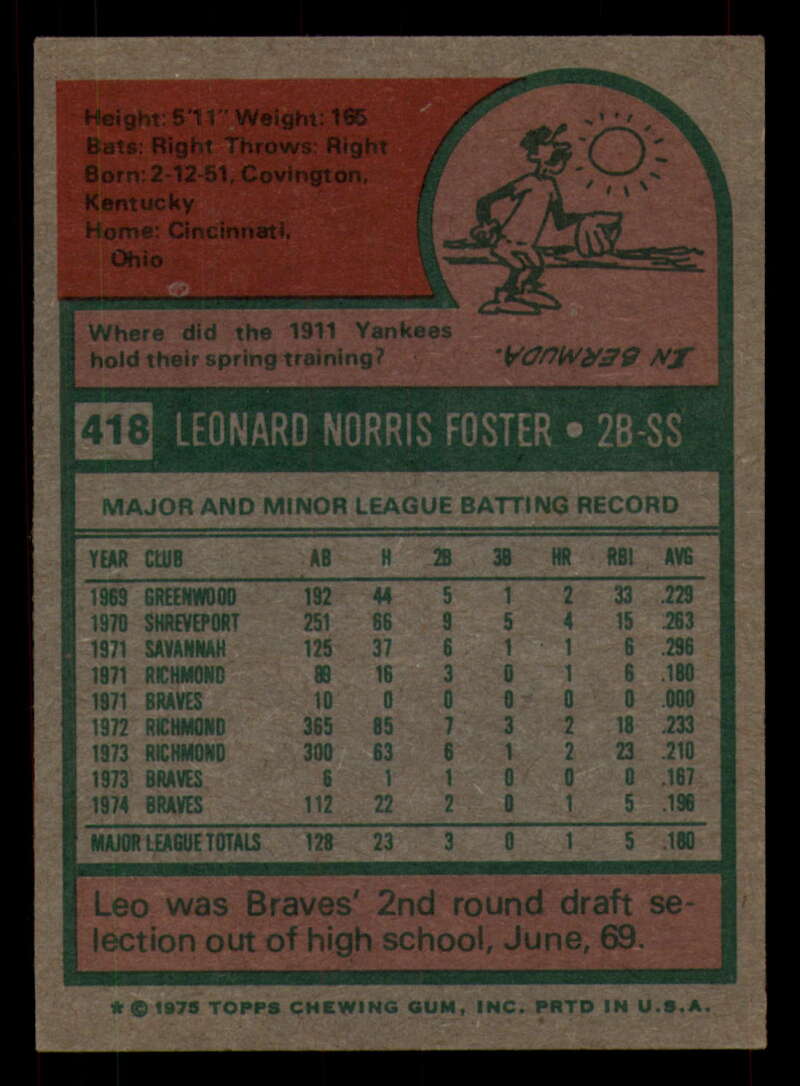 Height: 5'11" Weight: 165
Bats: Right Throws: Right
Born: 2-12-51, Covington,
Kentucky
Home: Cincinnati,
Ohio
Where did the 1911 Yankees
hold their spring training?
IN BERMUDA.
418 LEONARD NORRIS FOSTER • 2B-SS
MAJOR AND MINOR LEAGUE BATTING RECORD
YEAR CLUB AB H 2B 3B HR RBI AVG
1969 GREENWOOD 192 44 5 1 2 33 .229
1970 SHREVEPORT 251 66 9 5 4 15 .263
1971 SAVANNAH 125 37 6 1 1 6 .296
1971 RICHMOND 89 16 3 0 1 6 .180
1971 BRAVES 10 0 0 0 0 0 .000
1972 RICHMOND 365 85 7 3 2 18 .233
1973 RICHMOND 300 63 6 1 2 23 .210
1973 BRAVES 6 1 1 0 0 0 .167
1974 BRAVES 112 22 2 0 1 5 .196
MAJOR LEAGUE TOTALS 128 23 3 0 1 5 .180
Leo was Braves' 2nd round draft se-
lection out of high school, June, 69.
* © 1975 TOPPS CHEWING GUM, INC. PRTD IN U.S.A.